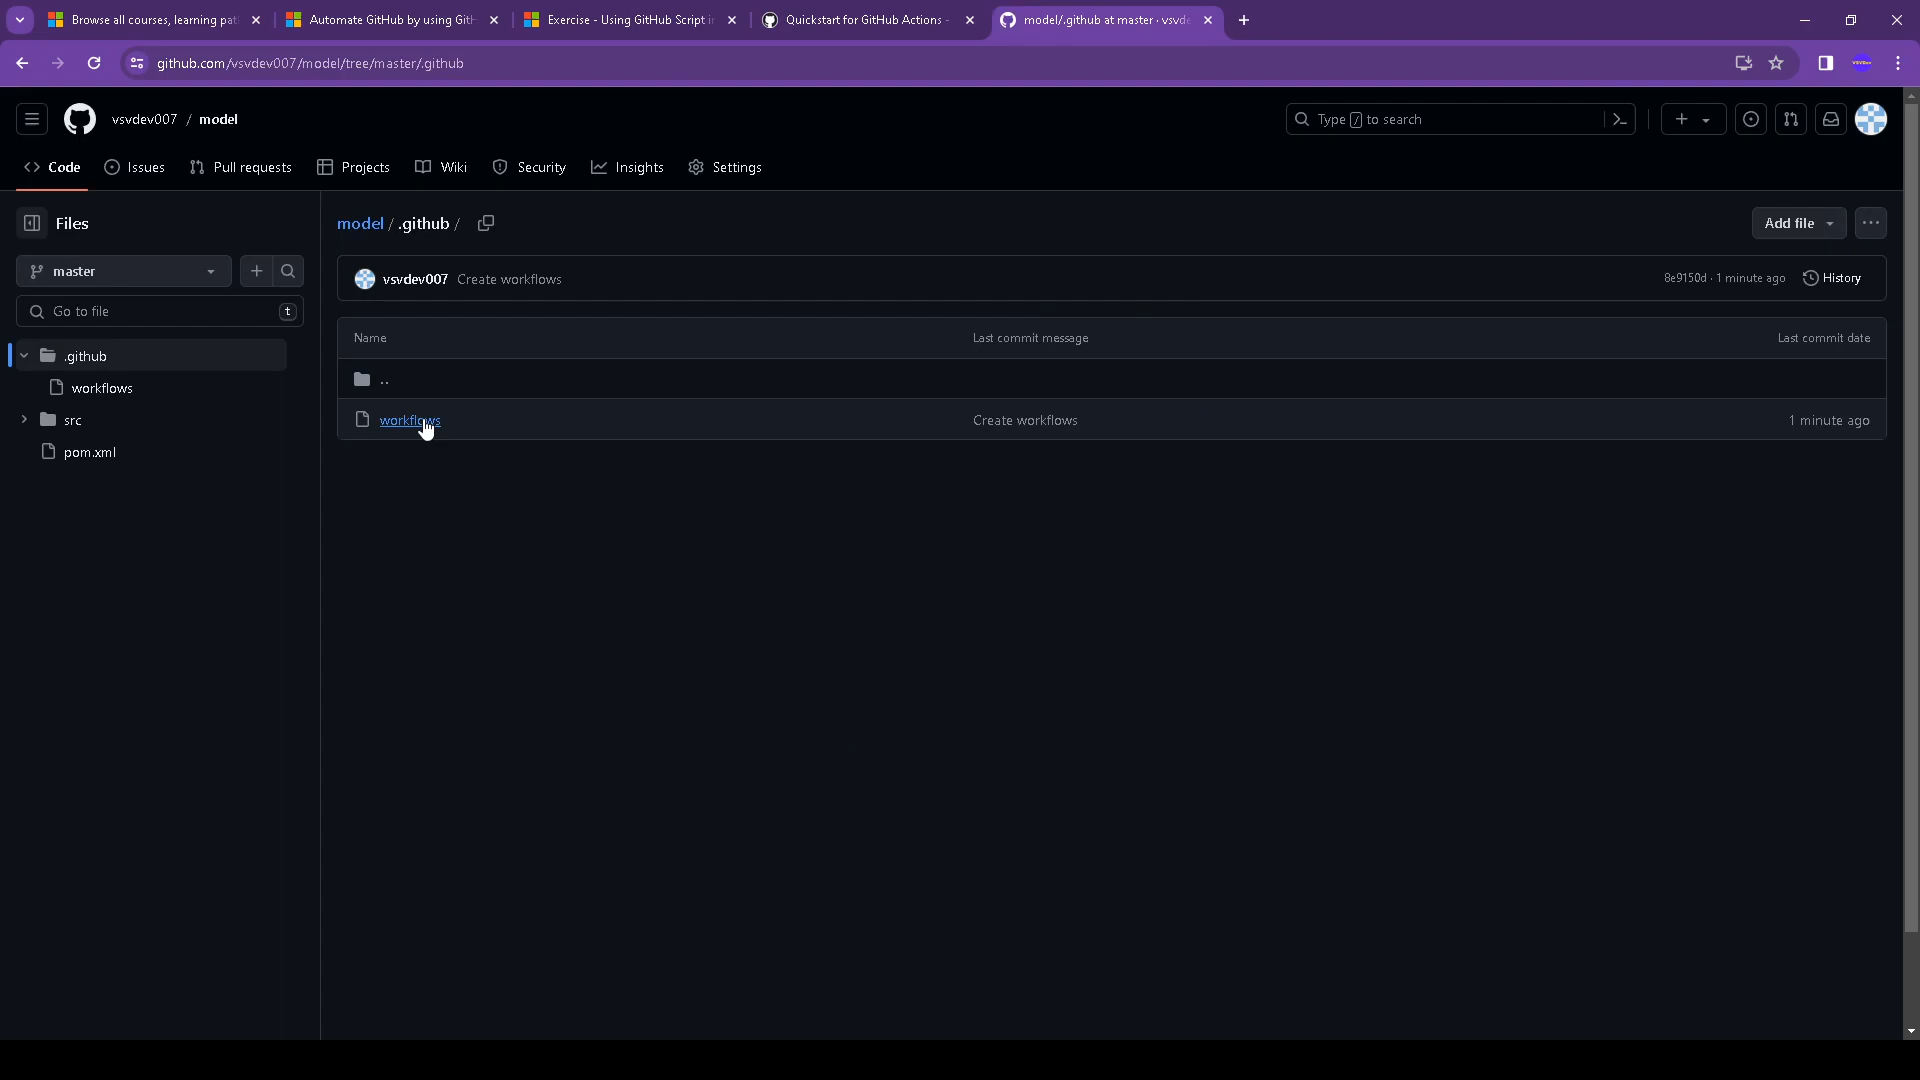 Browse all courses, learning pat
Automate GitHub by using GitH
Exercise - Using GitHub Script in
Quickstart for GitHub Actions -
model/.github at master · vsvde
github.com/vsvdev007/model/tree/master/.github
vsvdev007 / model
Type / to search
Code
Issues
Pull requests
Projects
Wiki
Security
Insights
Settings
Files
model / .github /
Add file
master
vsvdev007 Create workflows
8e9150d · 1 minute ago
History
Go to file
t
Name
Last commit message
Last commit date
.github
..
workflows
workflows
Create workflows
1 minute ago
src
pom.xml